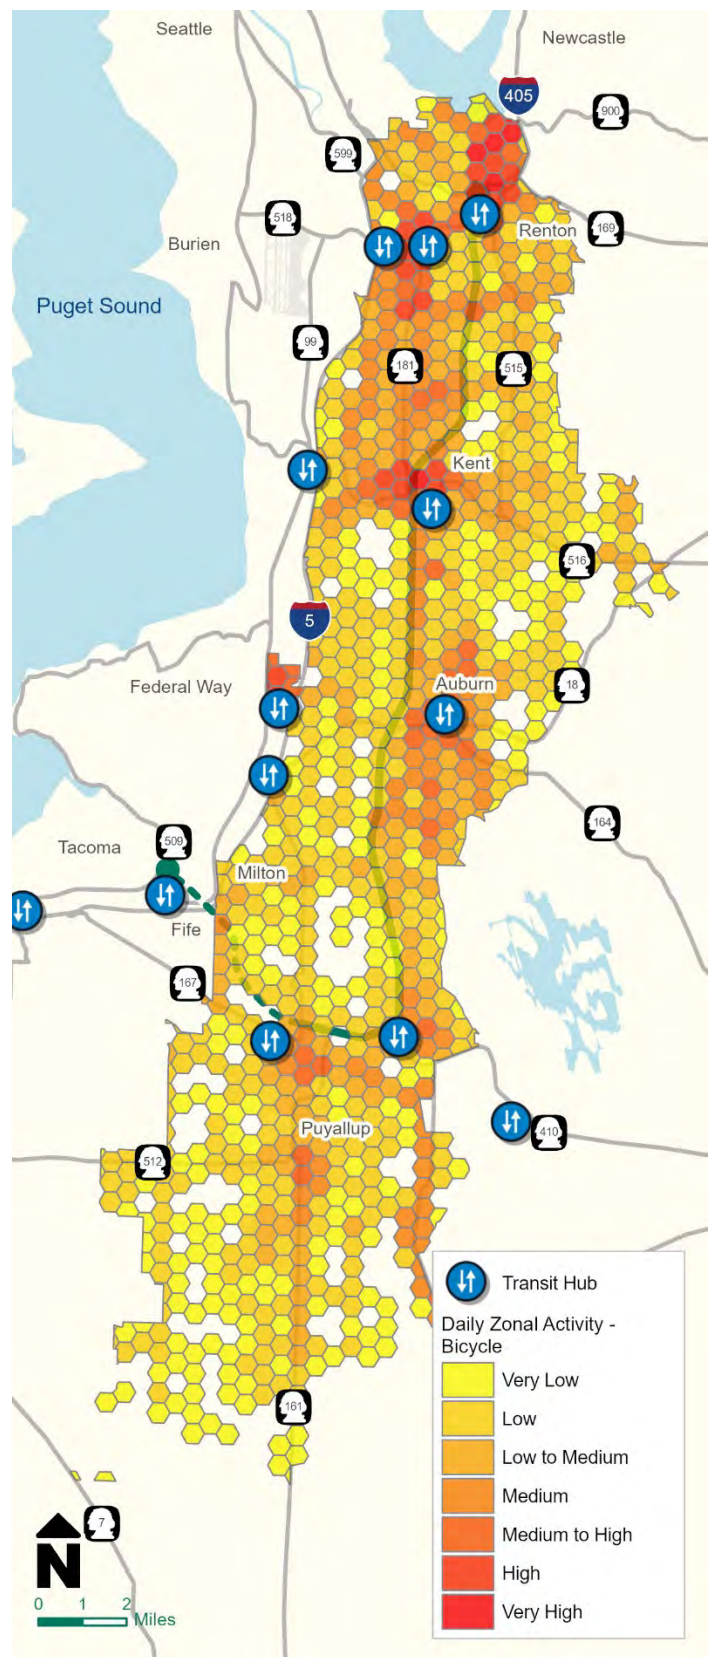 Seattle
Newcastle
405
900
599
518
169
Burien
Renton
Puget Sound
99
181
515
Kent
516
5
Federal Way
Auburn
18
509
164
Tacoma
Milton
Fife
167
410
Puyallup
512
Transit Hub
Daily Zonal Activity -
Bicycle
Very Low
Low
161
Low to Medium
Medium
7
Medium to High
N
High
0 1 2
Miles
Very High